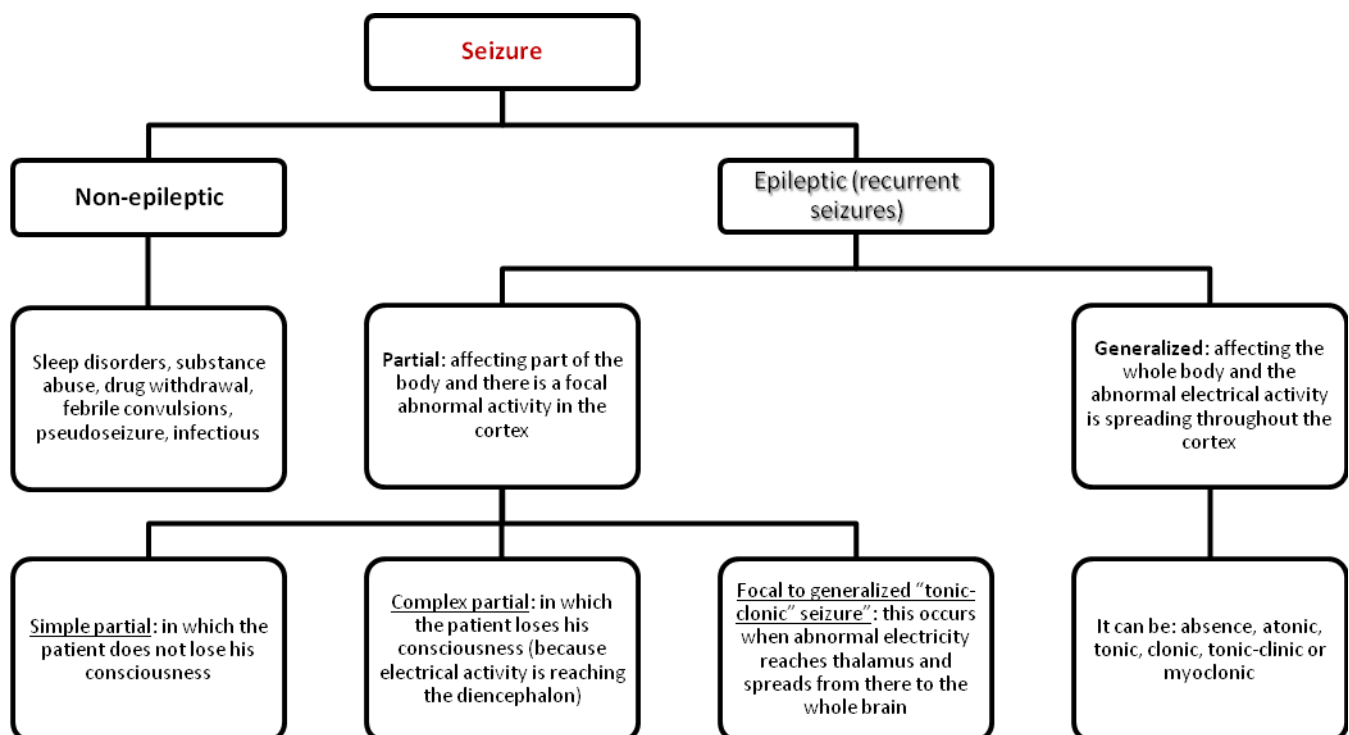 Seizure
Non-epileptic
Epileptic (recurrent
seizures)
Sleep disorders, substance
abuse, drug withdrawal,
febrile convulsions,
pseudoseizure, infectious
Partial: affecting part of the
body and there is a focal
abnormal activity in the
cortex
Generalized: affecting the
whole body and the
abnormal electrical activity
is spreading throughout the
cortex
Simple partial: in which the
patient does not lose his
consciousness
Complex partial: in which
the patient loses his
consciousness (because
electrical activity is reaching
the diencephalon)
Focal to generalized “tonic-
clonic” seizure”: this occurs
when abnormal electricity
reaches thalamus and
spreads from there to the
whole brain
It can be: absence, atonic,
tonic, clonic, tonic-clinic or
myoclonic